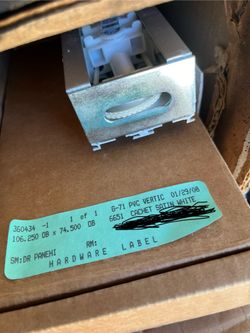 360434 -1 1 of 1 G-71 PVC VERTIC 01/29/08
106.250 OB x 74.500 OB 6651 CACHET SATIN WHITE
SM:DR PANEHI RM:
HARDWARE LABEL